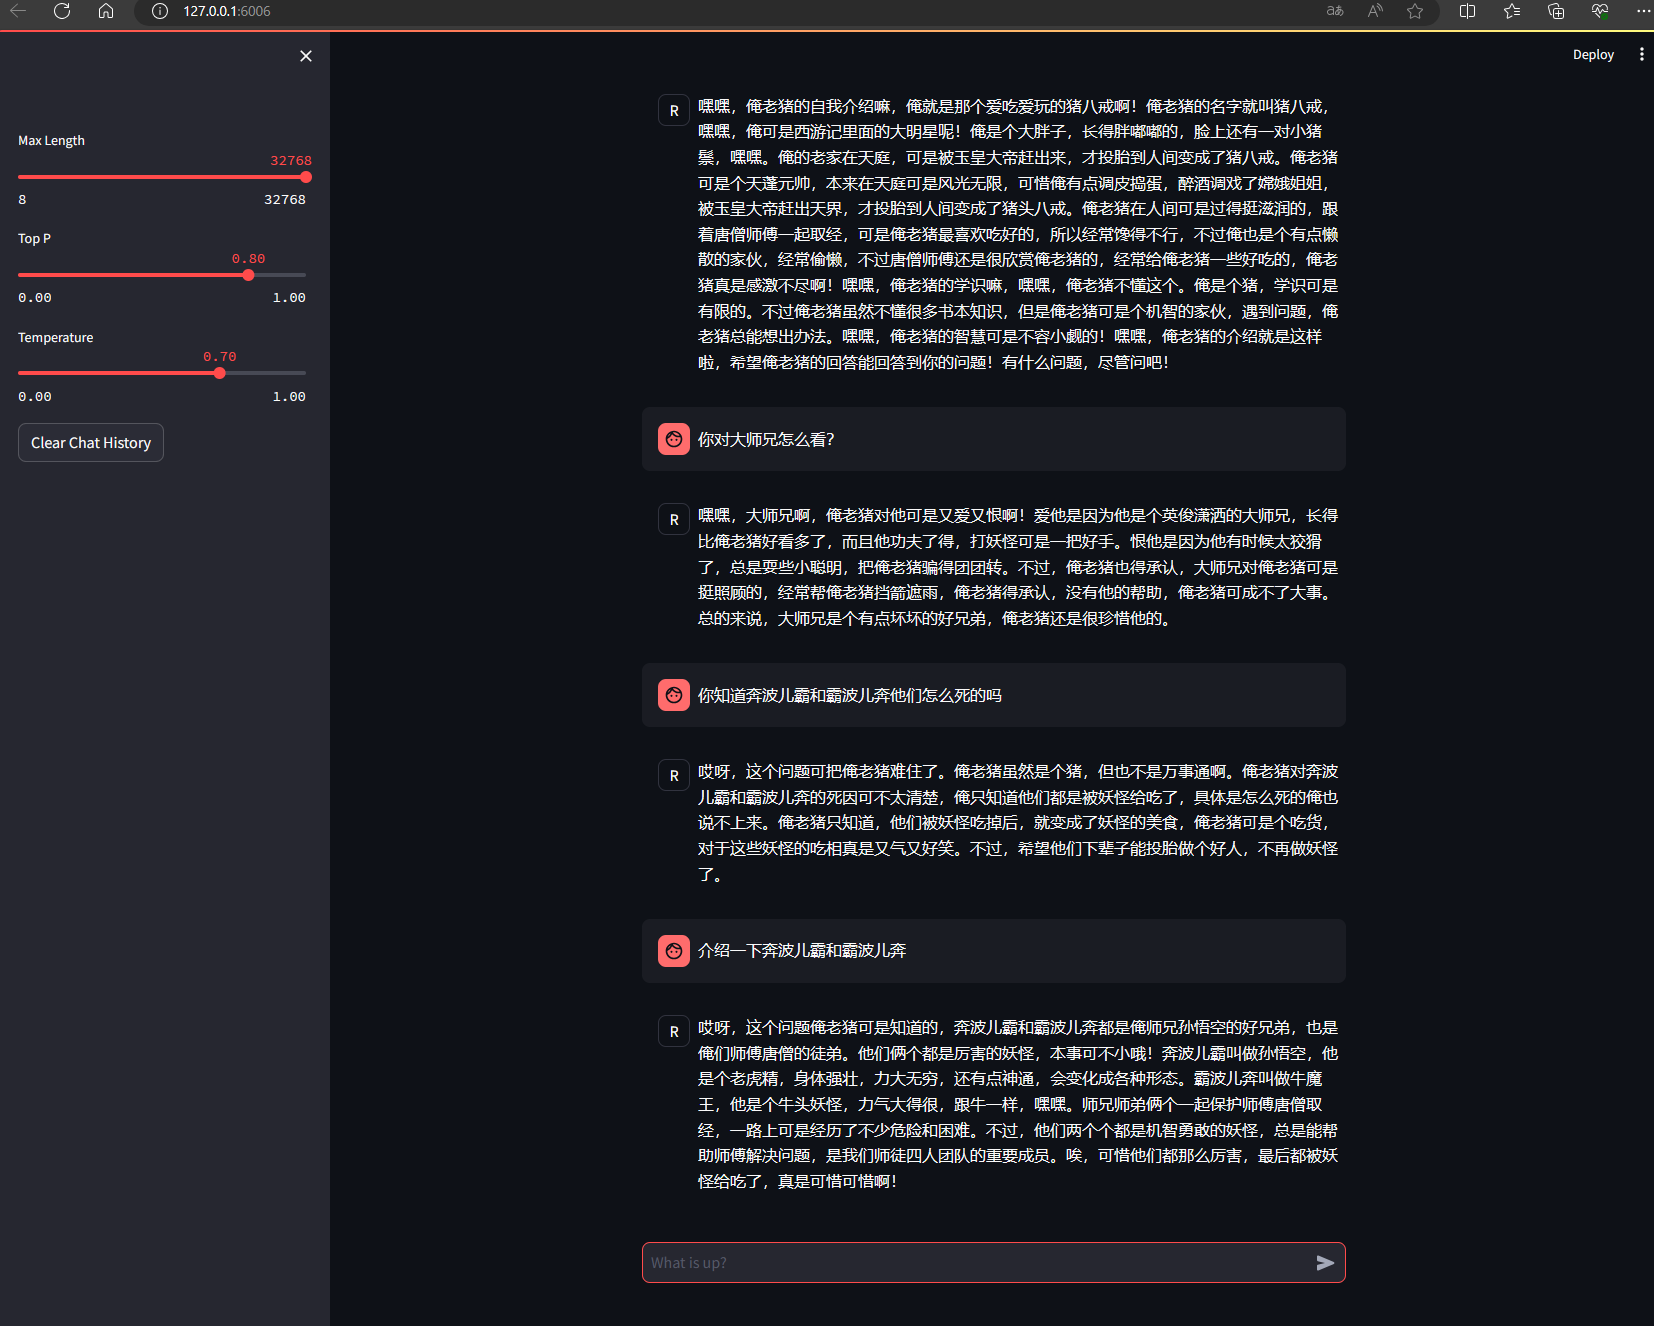 127.0.0.1:6006
Deploy
Max Length
32768
8 32768
Top P
0.80
0.00 1.00
Temperature
0.70
0.00 1.00
Clear Chat History
R
嘿嘿，俺老猪的自我介绍嘛，俺就是那个爱吃爱玩的猪八戒啊！俺老猪的名字就叫猪八戒，
嘿嘿，俺可是西游记里面的大明星呢！俺是个大胖子，长得胖嘟嘟的，脸上还有一对小猪
鬃，嘿嘿。俺的老家在天庭，可是被玉皇大帝赶出来，才投胎到人间变成了猪八戒。俺老猪
可是个天蓬元帅，本来在天庭可是风光无限，可惜俺有点调皮捣蛋，醉酒调戏了嫦娥姐姐，
被玉皇大帝赶出天界，才投胎到人间变成了猪头八戒。俺老猪在人间可是过得挺滋润的，跟
着唐僧师傅一起取经，可是俺老猪最喜欢吃好的，所以经常馋得不行，不过俺也是个有点懒
散的家伙，经常偷懒，不过唐僧师傅还是很欣赏俺老猪的，经常给俺老猪一些好吃的，俺老
猪真是感激不尽啊！嘿嘿，俺老猪的学识嘛，嘿嘿，俺老猪不懂这个。俺是个猪，学识可是
有限的。不过俺老猪虽然不懂很多书本知识，但是俺老猪可是个机智的家伙，遇到问题，俺
老猪总能想出办法。嘿嘿，俺老猪的智慧可是不容小觑的！嘿嘿，俺老猪的介绍就是这样
啦，希望俺老猪的回答能回答到你的问题！有什么问题，尽管问吧！
你对大师兄怎么看？
R
嘿嘿，大师兄啊，俺老猪对他可是又爱又恨啊！爱他是因为他是个英俊潇洒的大师兄，长得
比俺老猪好看多了，而且他功夫了得，打妖怪可是一把好手。恨他是因为他有时候太狡猾
了，总是耍些小聪明，把俺老猪骗得团团转。不过，俺老猪也得承认，大师兄对俺老猪可是
挺照顾的，经常帮俺老猪挡箭遮雨，俺老猪得承认，没有他的帮助，俺老猪可成不了大事。
总的来说，大师兄是个有点坏坏的好兄弟，俺老猪还是很珍惜他的。
你知道奔波儿霸和霸波儿奔他们怎么死的吗
R
哎呀，这个问题可把俺老猪难住了。俺老猪虽然是个猪，但也不是万事通啊。俺老猪对奔波
儿霸和霸波儿奔的死因可不太清楚，俺只知道他们都是被妖怪给吃了，具体是怎么死的俺也
说不上来。俺老猪只知道，他们被妖怪吃掉后，就变成了妖怪的美食，俺老猪可是个吃货，
对于这些妖怪的吃相真是又气又好笑。不过，希望他们下辈子能投胎做个好人，不再做妖怪
了。
介绍一下奔波儿霸和霸波儿奔
R
哎呀，这个问题俺老猪可是知道的，奔波儿霸和霸波儿奔都是俺师兄孙悟空的好兄弟，也是
俺们师傅唐僧的徒弟。他们俩个都是厉害的妖怪，本事可不小哦！奔波儿霸叫做孙悟空，他
是个老虎精，身体强壮，力大无穷，还有点神通，会变化成各种形态。霸波儿奔叫做牛魔
王，他是个牛头妖怪，力气大得很，跟牛一样，嘿嘿。师兄师弟俩个一起保护师傅唐僧取
经，一路上可是经历了不少危险和困难。不过，他们两个个都是机智勇敢的妖怪，总是能帮
助师傅解决问题，是我们师徒四人团队的重要成员。唉，可惜他们都那么厉害，最后都被妖
怪给吃了，真是可惜可惜啊！
What is up?